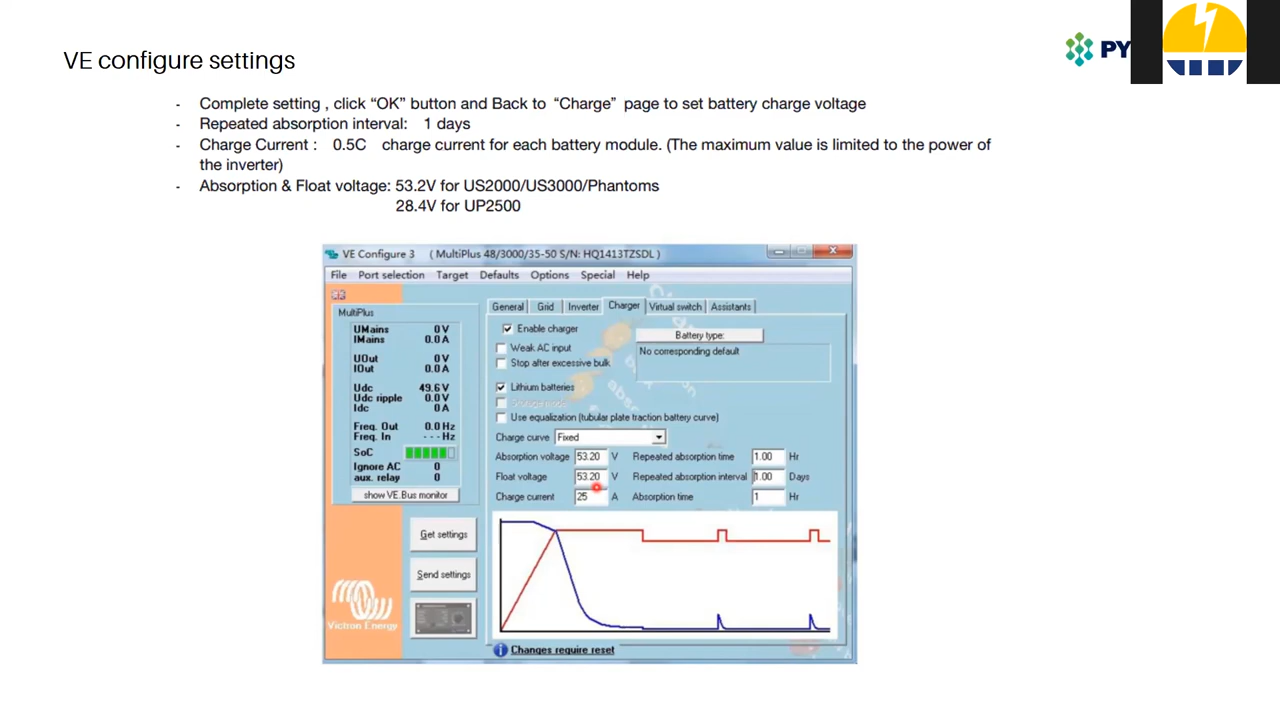 PY
VE configure settings
- Complete setting , click “OK” button and Back to “Charge” page to set battery charge voltage
- Repeated absorption interval: 1 days
- Charge Current : 0.5C charge current for each battery module. (The maximum value is limited to the power of
the inverter)
- Absorption & Float voltage: 53.2V for US2000/US3000/Phantoms
28.4V for UP2500
VE Configure 3 ( MultiPlus 48/3000/35-50 S/N: HQ1413TZSDL )
File Port selection Target Defaults Options Special Help
General Grid Inverter Charger Virtual switch Assistants
MultiPlus
UMains 0 V
IMains 0.0 A
UOut 0 V
IOut 0.0 A
Udc 49.6 V
Udc ripple 0.0 V
Idc 0 A
Freq. Out 0.0 Hz
Freq. In - - - Hz
SoC
Ignore AC 0
aux. relay 0
show VE.Bus monitor
Get settings
Send settings
Victron Energy
Enable charger
Battery type:
Weak AC input
No corresponding default
Stop after excessive bulk
Lithium batteries
Storage mode
Use equalization (tubular plate traction battery curve)
Charge curve Fixed
Absorption voltage 53.20 V Repeated absorption time 1.00 Hr
Float voltage 53.20 V Repeated absorption interval 1.00 Days
Charge current 25 A Absorption time 1 Hr
Changes require reset